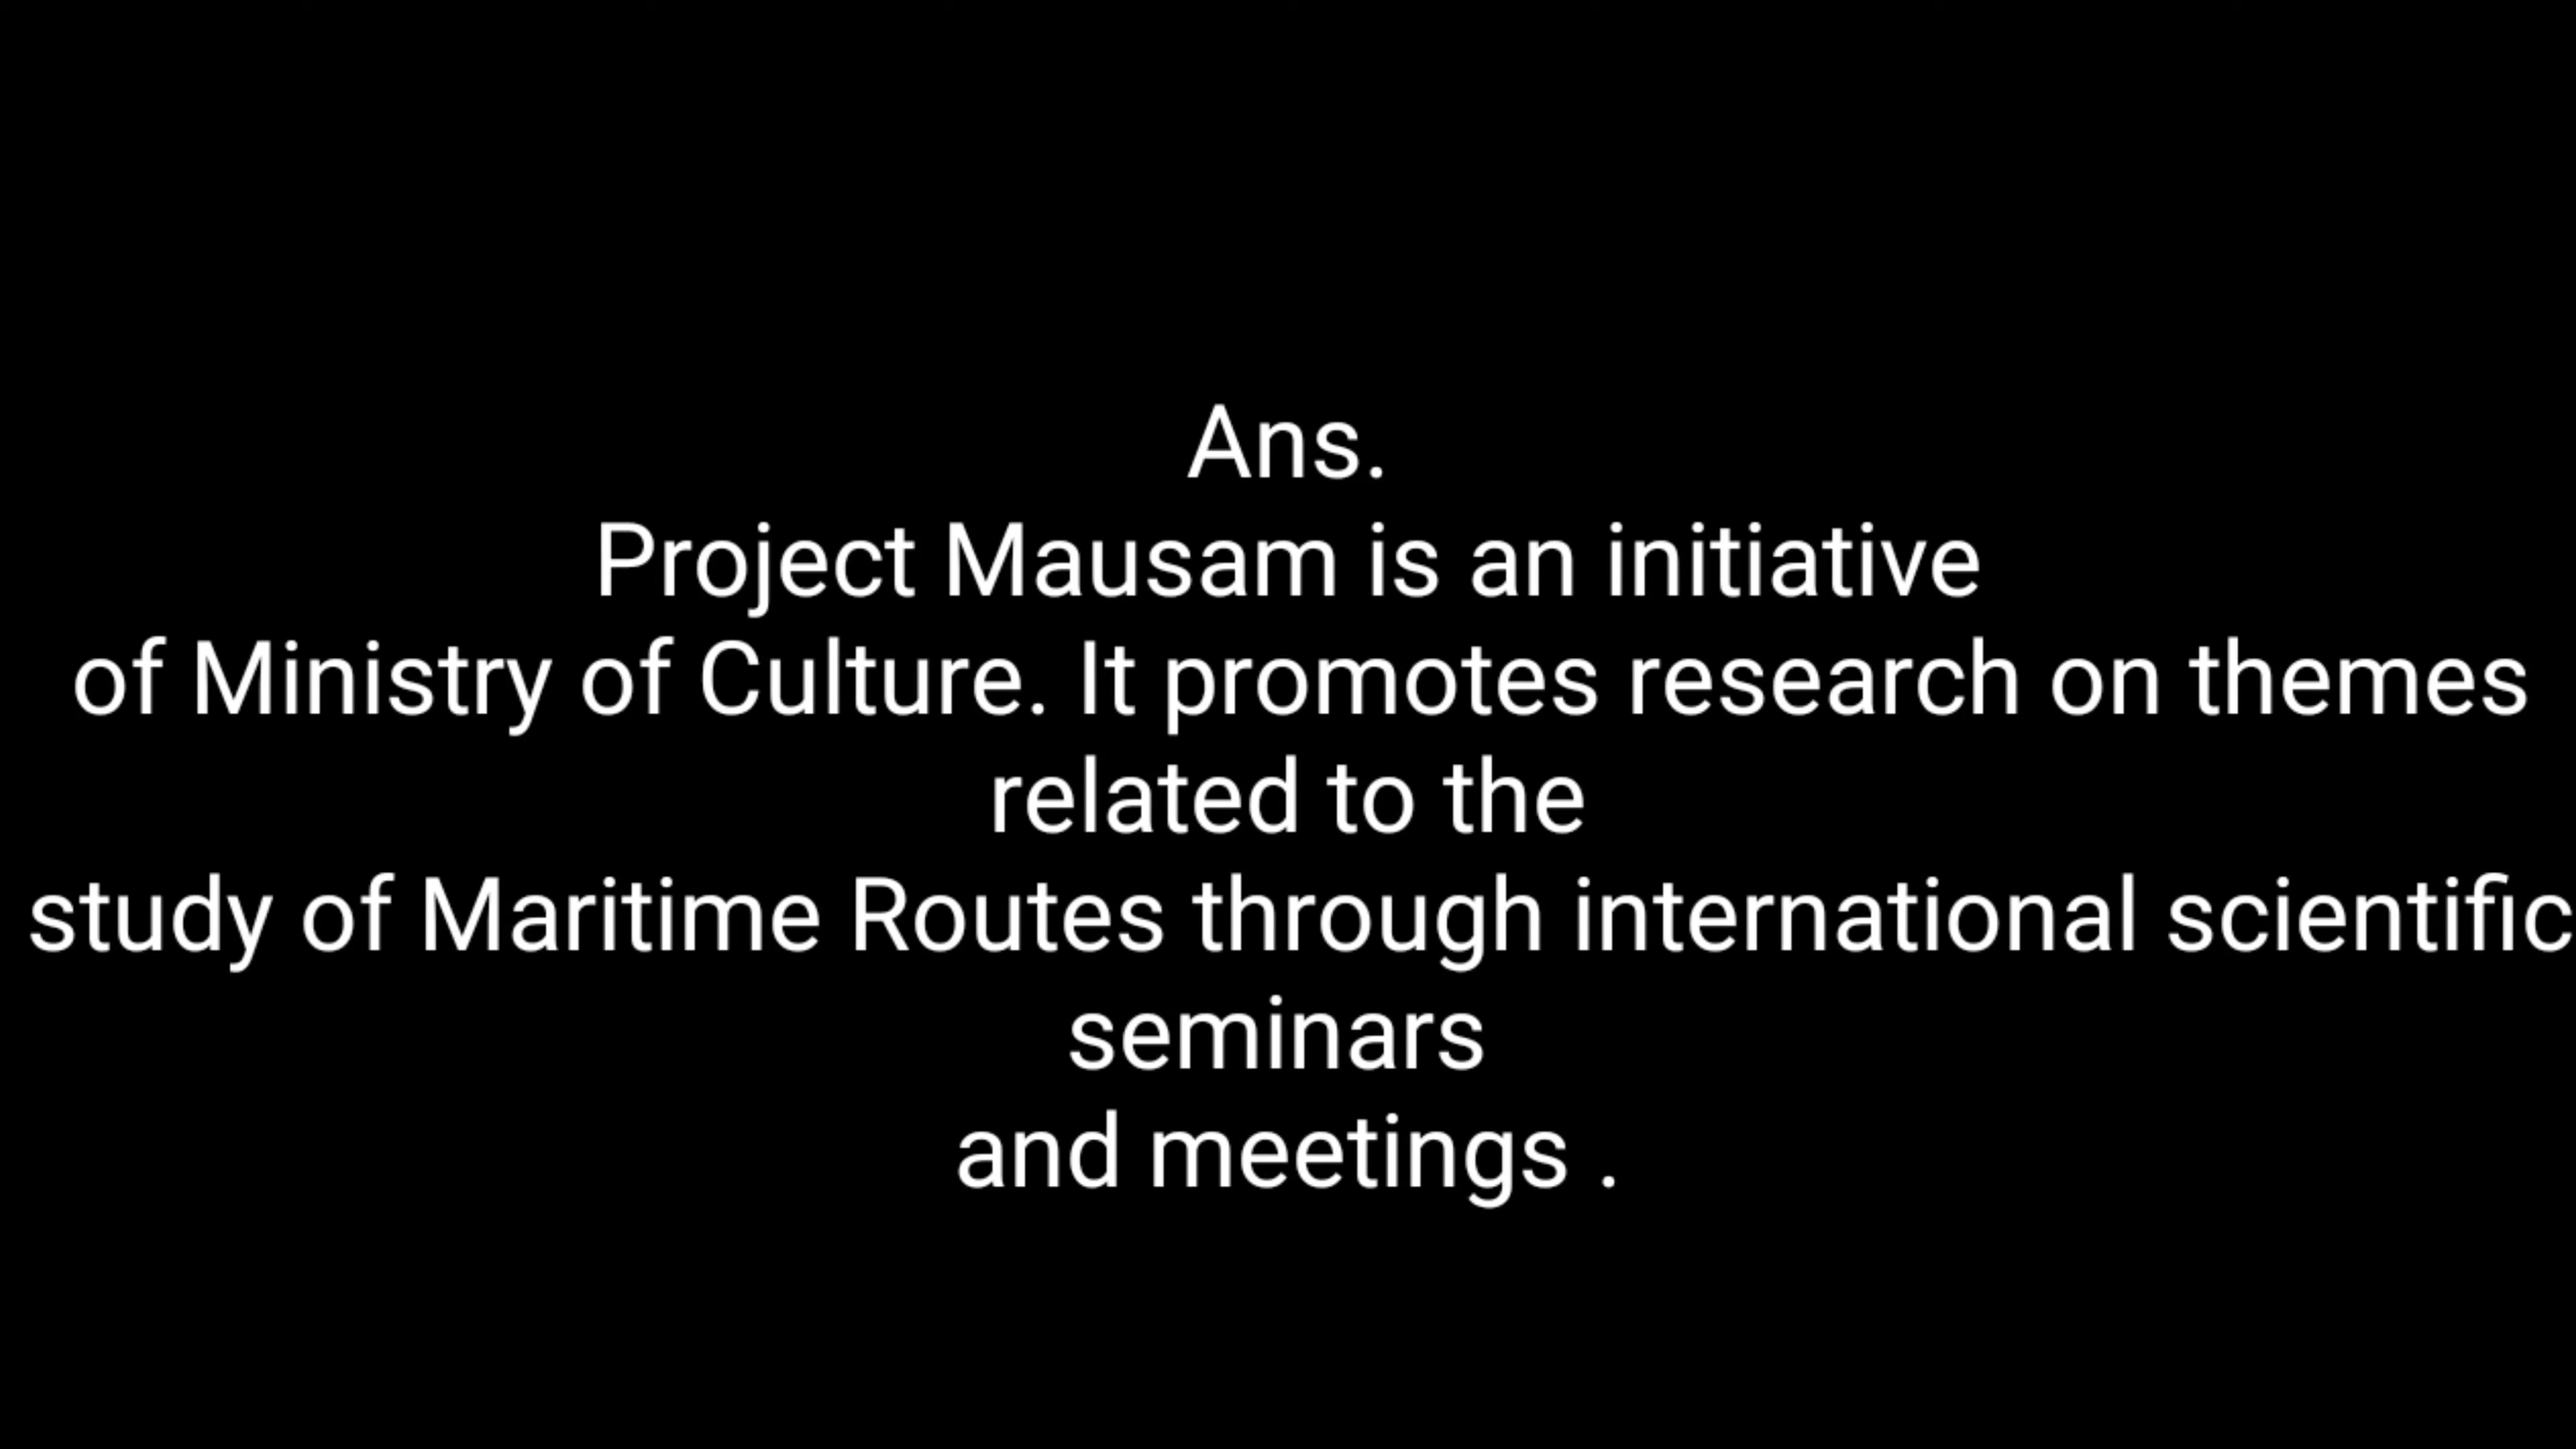 Ans.
Project Mausam is an initiative
of Ministry of Culture. It promotes research on themes
related to the
study of Maritime Routes through international scientific
seminars
and meetings .